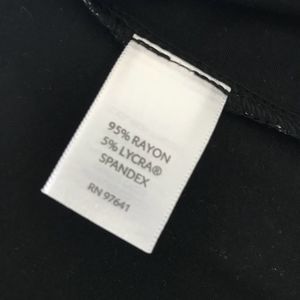 95% RAYON
5% LYCRA®
SPANDEX
RN 97641